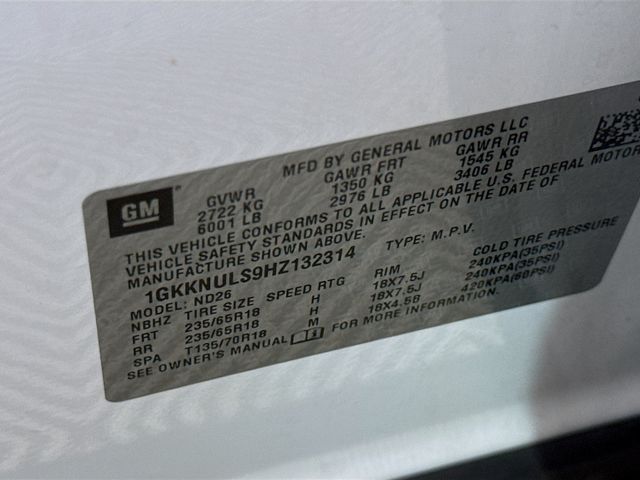 MFD BY GENERAL MOTORS LLC
GM
®
GVWR GAWR FRT GAWR RR
2722 KG 1350 KG 1545 KG
6001 LB 2976 LB 3406 LB
THIS VEHICLE CONFORMS TO ALL APPLICABLE U.S. FEDERAL MOTOR
VEHICLE SAFETY STANDARDS IN EFFECT ON THE DATE OF
MANUFACTURE SHOWN ABOVE.
1GKKNULS9HZ132314 TYPE: M.P.V.
MODEL: ND26
NBHZ TIRE SIZE SPEED RTG RIM COLD TIRE PRESSURE
FRT 235/65R18 H 18X7.5J 240KPA(35PSI)
RR 235/65R18 H 18X7.5J 240KPA(35PSI)
SPA T135/70R18 M 18X4.5B 420KPA(60PSI)
SEE OWNER'S MANUAL FOR MORE INFORMATION.